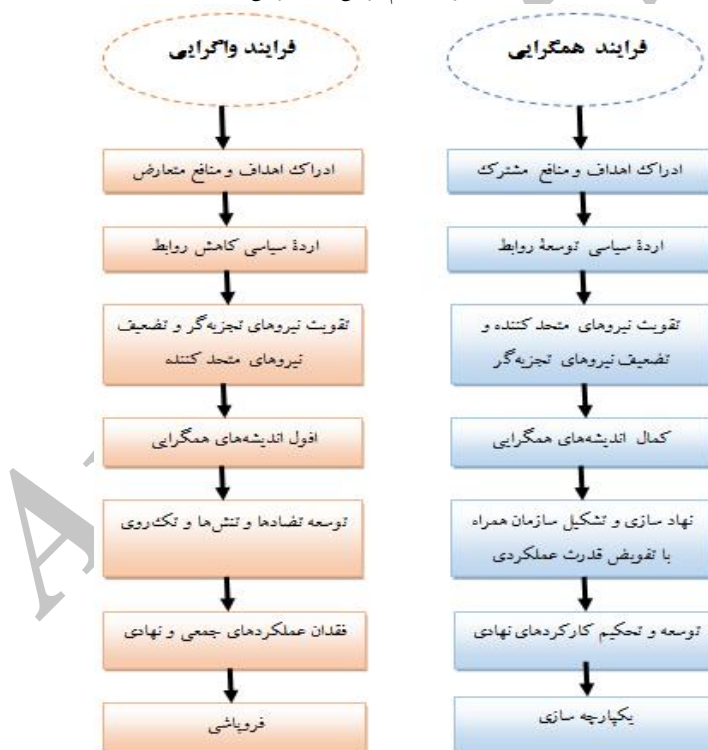 فرایند همگرایی
ادراک اهداف و منافع مشترک
اردة سیاسی توسعة روابط
تقویت نیروهای متحد کننده و
تضعیف نیروهای تجزیه‌گر
کمال اندیشه‌های همگرایی
نهاد سازی و تشکیل سازمان همراه
با تفویض قدرت عملکردی
توسعه و تحکیم کارکردهای نهادی
یکپارچه سازی
فرایند واگرایی
ادراک اهداف و منافع متعارض
اردة سیاسی کاهش روابط
تقویت نیروهای تجزیه‌گر و تضعیف
نیروهای متحد کننده
افول اندیشه‌های همگرایی
توسعه تضادها و تنش‌ها و تک‌روی
فقدان عملکردهای جمعی و نهادی
فروپاشی